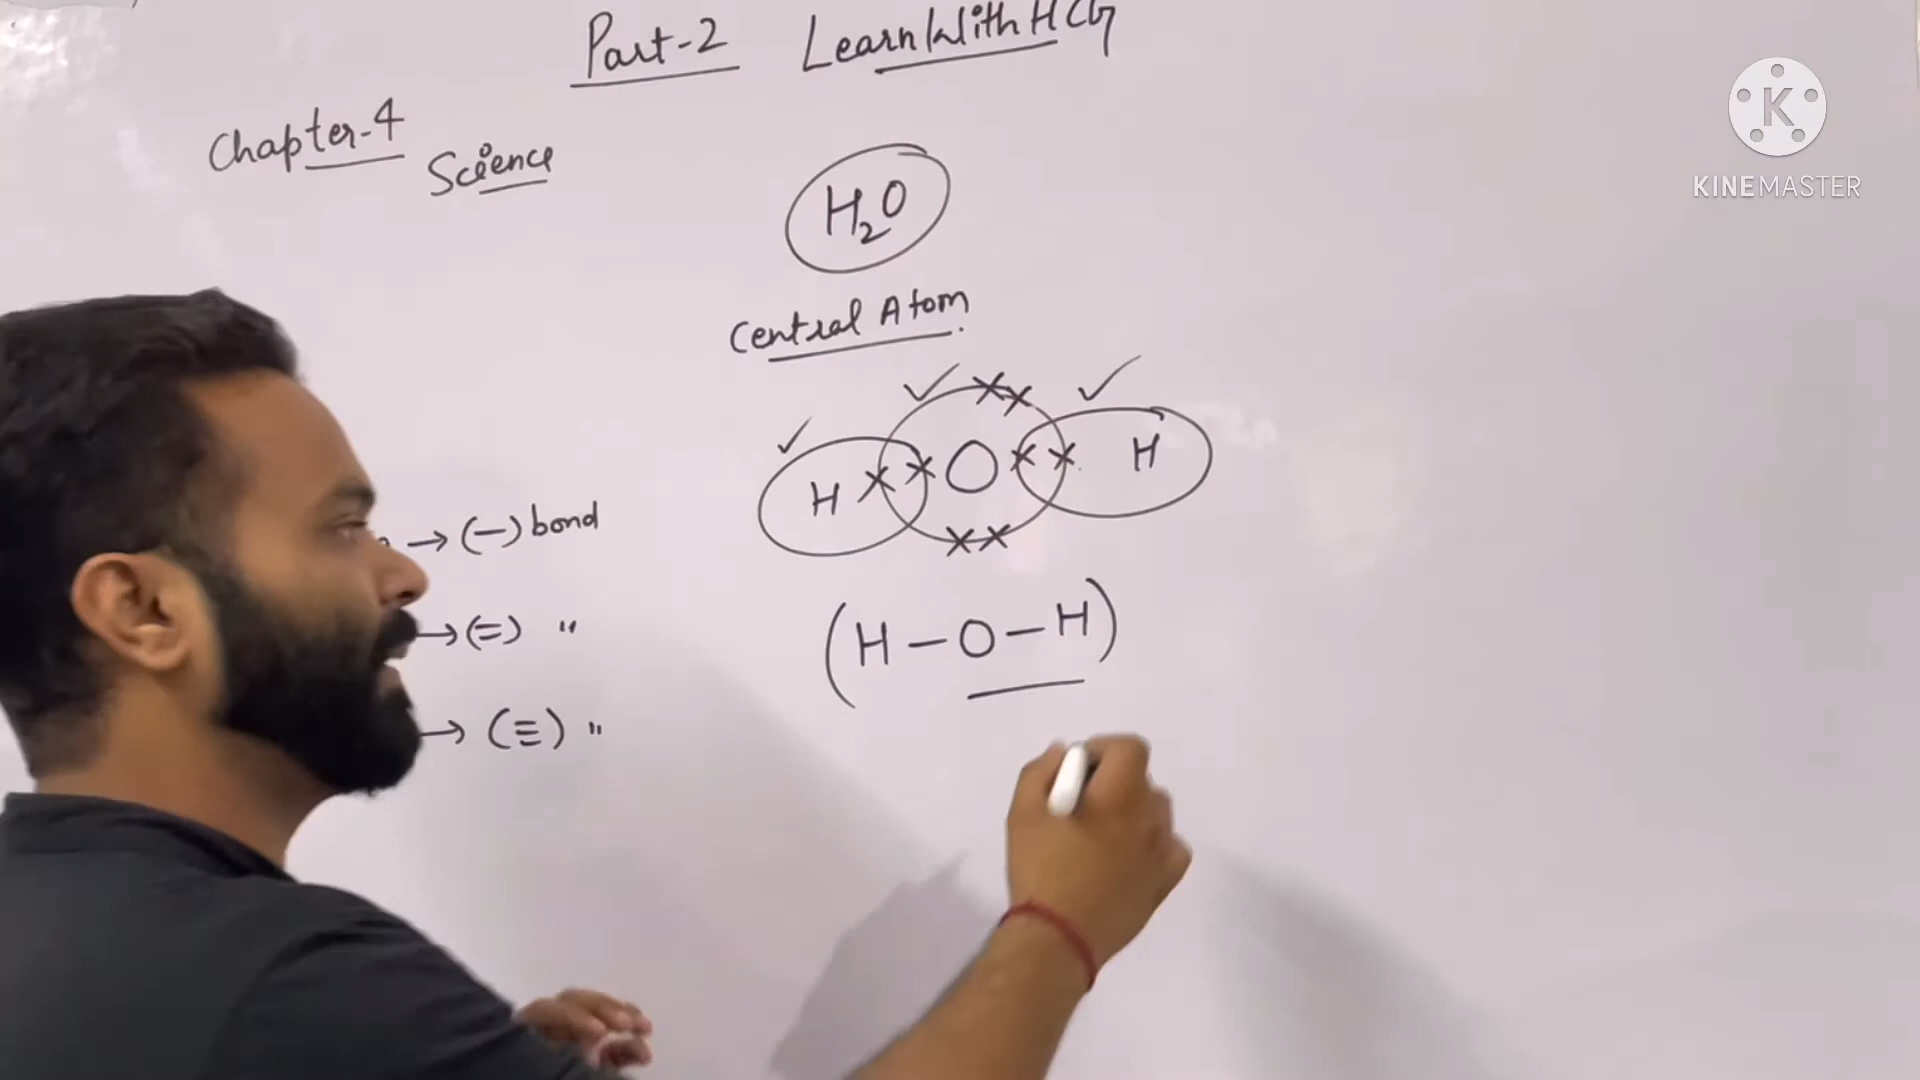 Part-2 Learn With HCG
Chapter-4
Science
H₂O
Central Atom.
H ×× O ×× H
→ (—) bond
→ (=) "
→ (≡) "
(H — O — H)
K
KINEMASTER